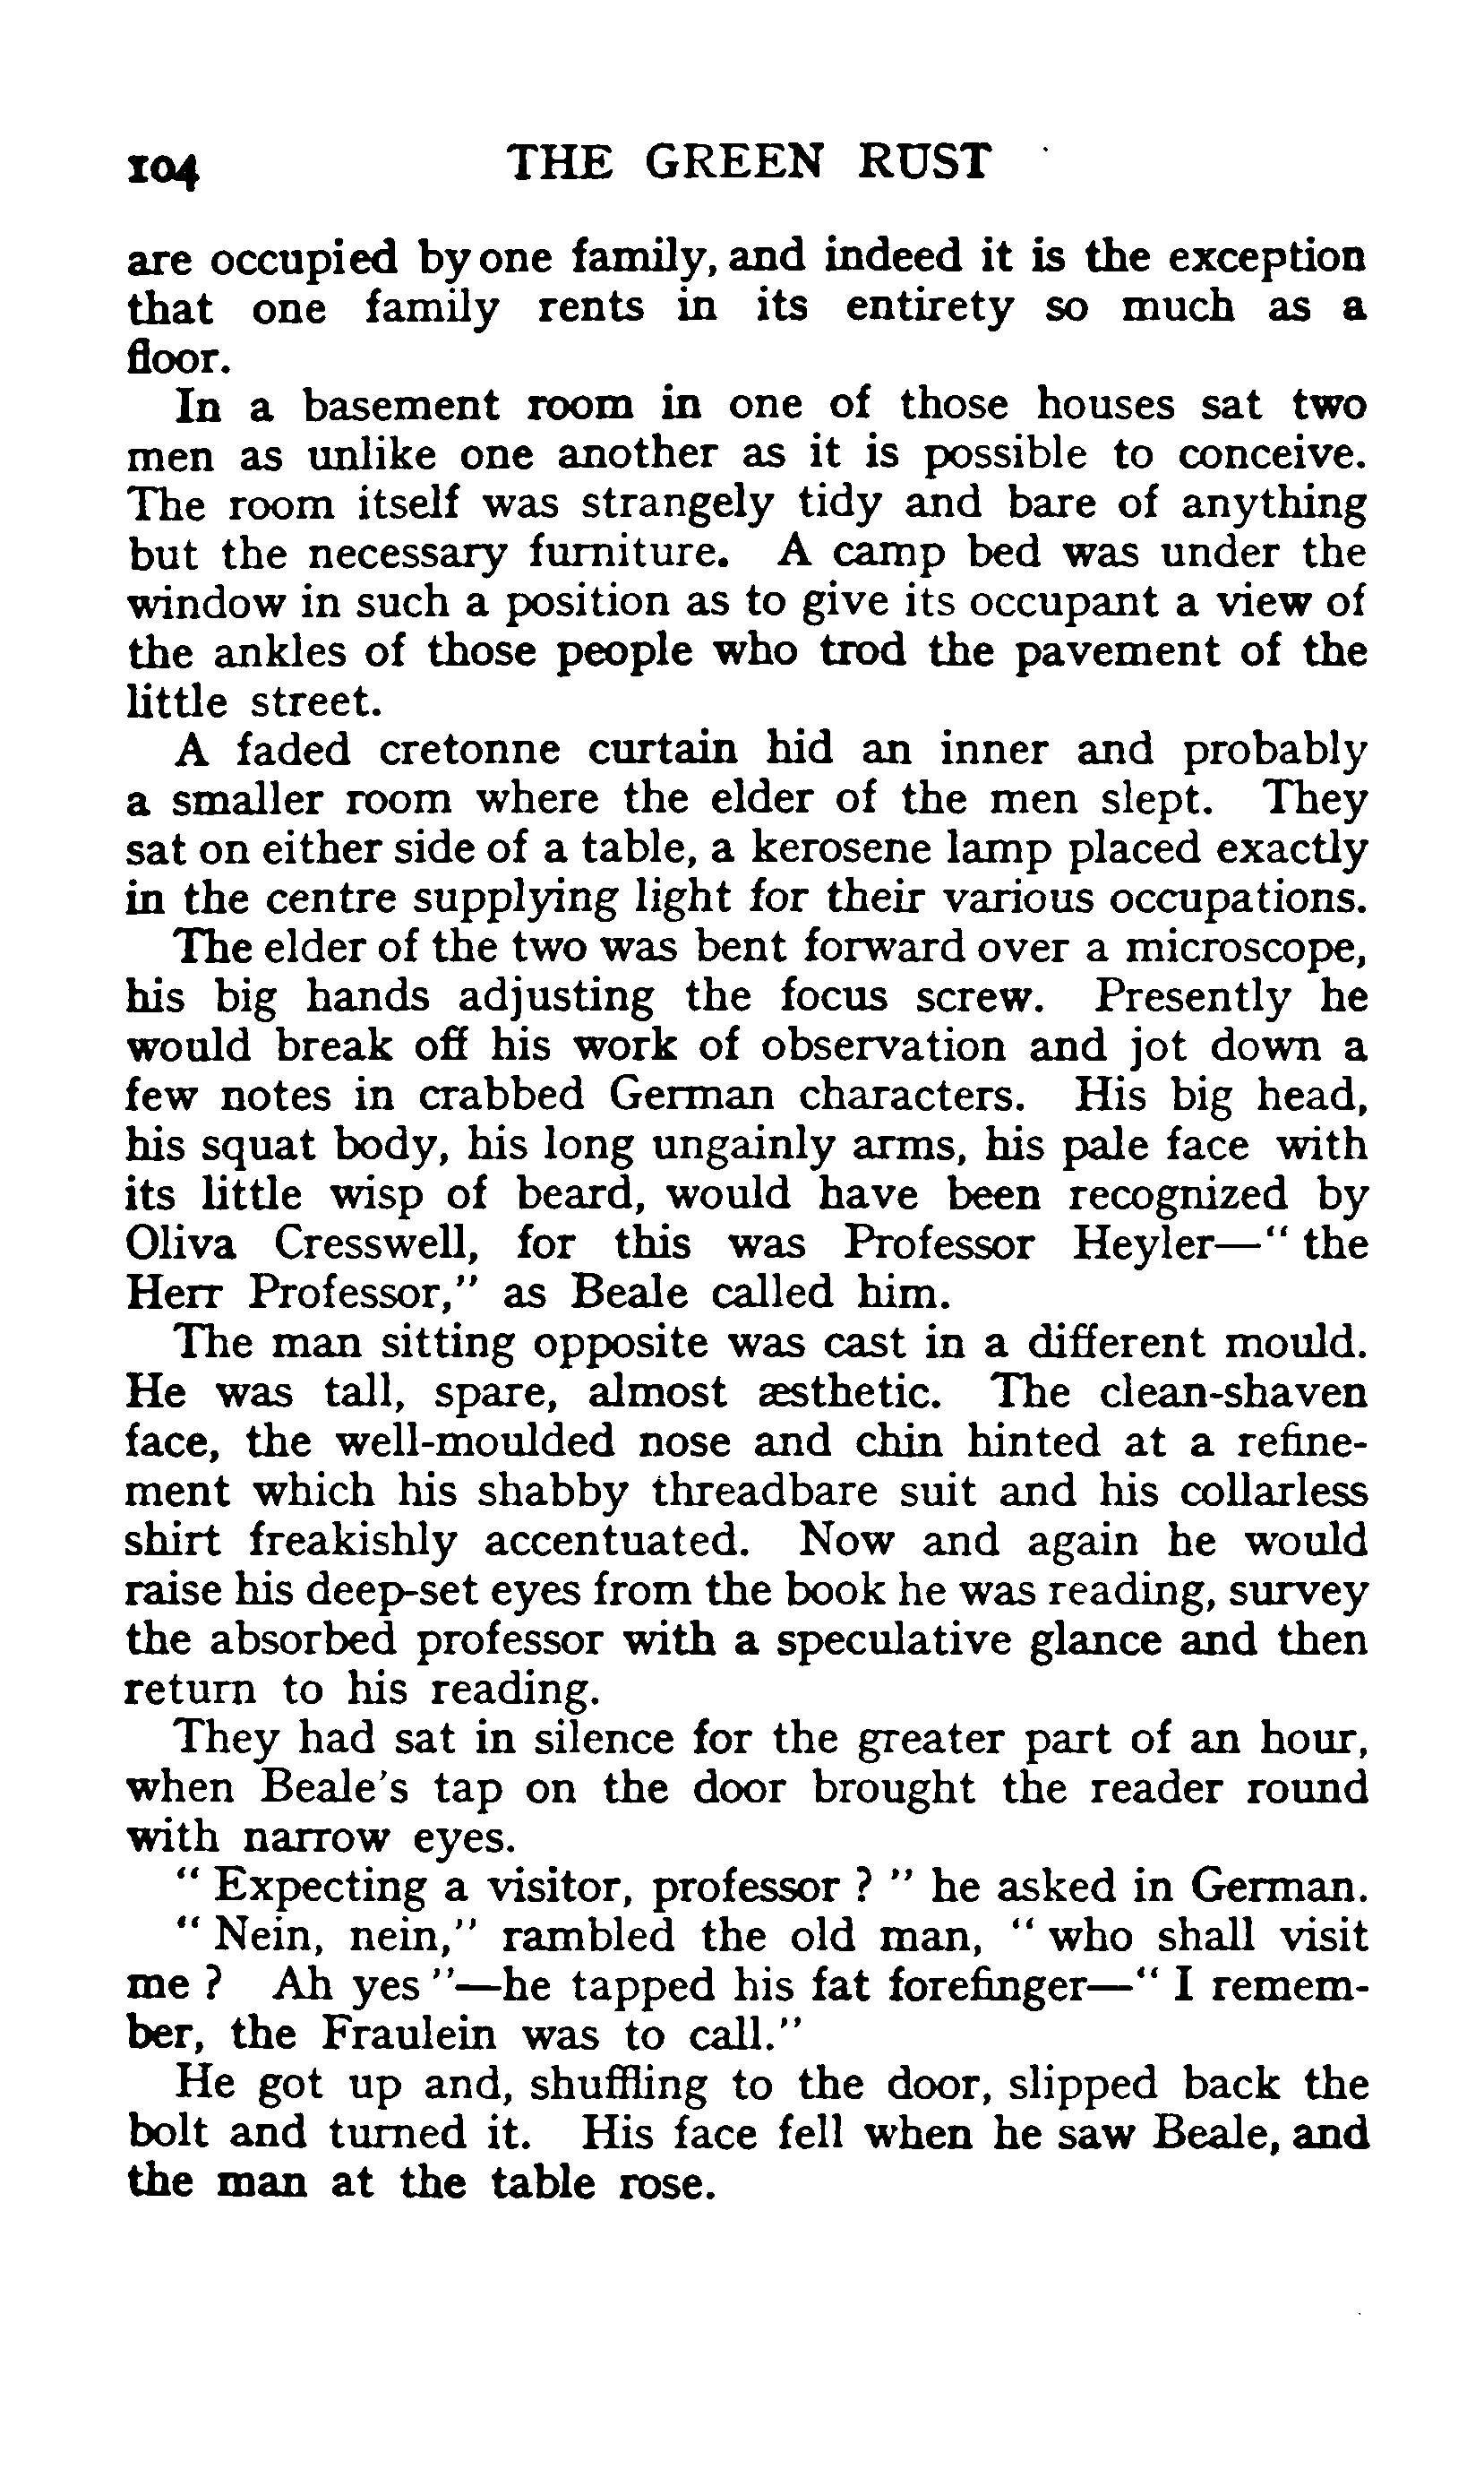 104 THE GREEN RUST
are occupied by one family, and indeed it is the exception
that one family rents in its entirety so much as a
floor.
In a basement room in one of those houses sat two
men as unlike one another as it is possible to conceive.
The room itself was strangely tidy and bare of anything
but the necessary furniture. A camp bed was under the
window in such a position as to give its occupant a view of
the ankles of those people who trod the pavement of the
little street.
A faded cretonne curtain hid an inner and probably
a smaller room where the elder of the men slept. They
sat on either side of a table, a kerosene lamp placed exactly
in the centre supplying light for their various occupations.
The elder of the two was bent forward over a microscope,
his big hands adjusting the focus screw. Presently he
would break off his work of observation and jot down a
few notes in crabbed German characters. His big head,
his squat body, his long ungainly arms, his pale face with
its little wisp of beard, would have been recognized by
Oliva Cresswell, for this was Professor Heyler—" the
Herr Professor," as Beale called him.
The man sitting opposite was cast in a different mould.
He was tall, spare, almost æsthetic. The clean-shaven
face, the well-moulded nose and chin hinted at a refine-
ment which his shabby threadbare suit and his collarless
shirt freakishly accentuated. Now and again he would
raise his deep-set eyes from the book he was reading, survey
the absorbed professor with a speculative glance and then
return to his reading.
They had sat in silence for the greater part of an hour,
when Beale's tap on the door brought the reader round
with narrow eyes.
" Expecting a visitor, professor ? " he asked in German.
" Nein, nein," rambled the old man, " who shall visit
me ? Ah yes "—he tapped his fat forefinger—" I remem-
ber, the Fraulein was to call."
He got up and, shuffling to the door, slipped back the
bolt and turned it. His face fell when he saw Beale, and
the man at the table rose.